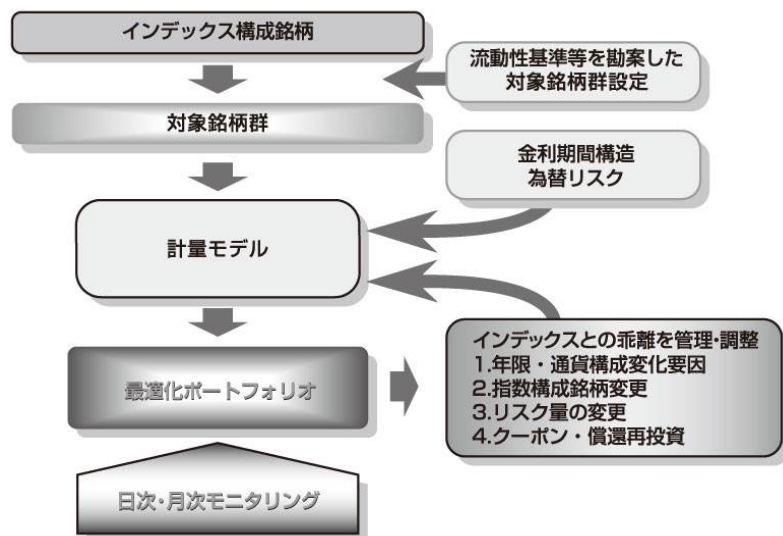 インデックス構成銘柄
流動性基準等を勘案した
対象銘柄群設定
対象銘柄群
金利期間構造
為替リスク
計量モデル
インデックスとの乖離を管理・調整
1.年限・通貨構成変化要因
2.指数構成銘柄変更
3.リスク量の変更
4.クーポン・償還再投資
最適化ポートフォリオ
日次・月次モニタリング